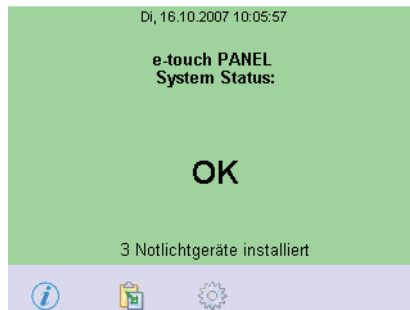 Di, 16.10.2007 10:05:57
e-touch PANEL
System Status:
OK
3 Notlichtgeräte installiert